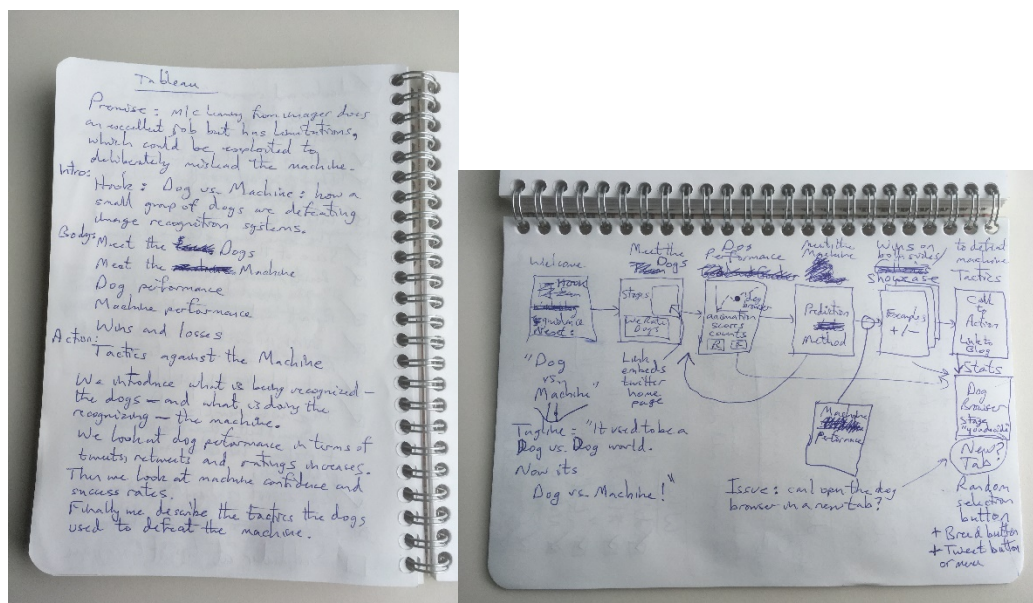 Tableau
Premise: M/c learning from images does
an excellent job but has limitations,
which could be exploited to
deliberately mislead the machine.
Intro:
Hook: Dog vs. Machine: how a
small group of dogs are defeating
image recognition systems.
Body: Meet the Dogs
Meet the Machine
Dog performance
Machine performance
Wins and losses
Action:
Tactics against the Machine
We introduce what is being recognized –
the dogs – and what is doing the
recognizing – the machine.
We look at dog performance in terms of
tweets, retweets and ratings increases.
Then we look at machine confidence and
success rates.
Finally we describe the tactics the dogs
used to defeat the machine.
Welcome
Hook
Meet the
Dogs
Stops
We Rate
Dogs
Link
embeds
twitter
home
page
Dog
Performance
dog
browser
animation
scores
counts
Meet the
Machine
Prediction
Method
Wins on
both sides
Showcase
Examples
+/–
to defeat
machine
Tactics
Call
to
Action
Link to
Blog
Stats
Dog
Browser
New?
Tab
Random
selection
button
+ Breed button
+ Tweet button
or menu
Machine
Performance
"Dog
vs.
Machine"
Tagline: "It used to be a
Dog vs. Dog world.
Now its
Dog vs. Machine!"
Issue: can I open the dog
browser in a new tab?